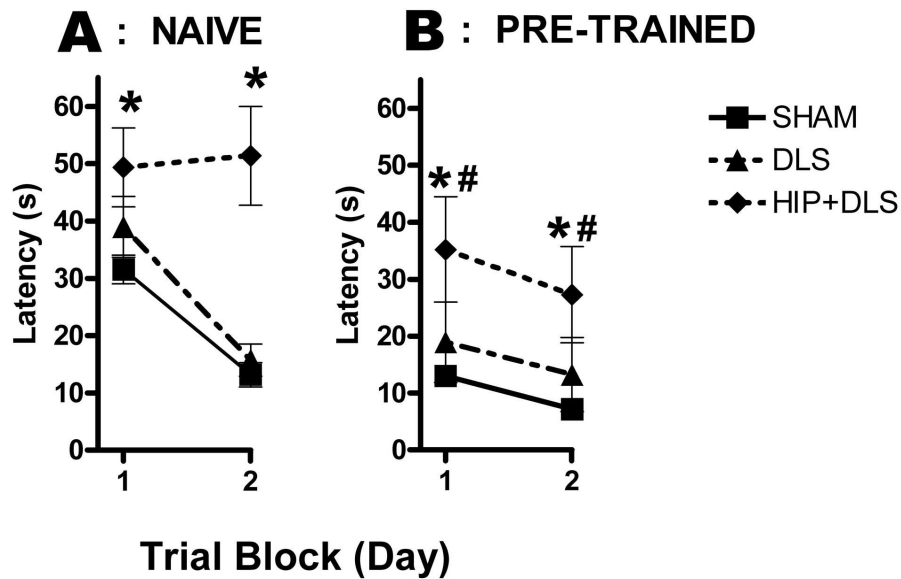 A : NAIVE
B : PRE-TRAINED
Latency (s)
60
50
40
30
20
10
0
*
*
1
2
Latency (s)
60
50
40
30
20
10
0
*#
*#
1
2
SHAM
DLS
HIP+DLS
Trial Block (Day)